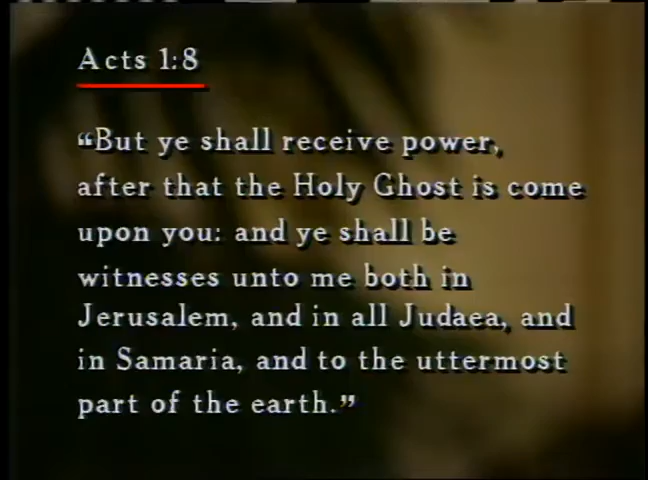 Acts 1:8
“But ye shall receive power,
after that the Holy Ghost is come
upon you: and ye shall be
witnesses unto me both in
Jerusalem, and in all Judaea, and
in Samaria, and to the uttermost
part of the earth.”